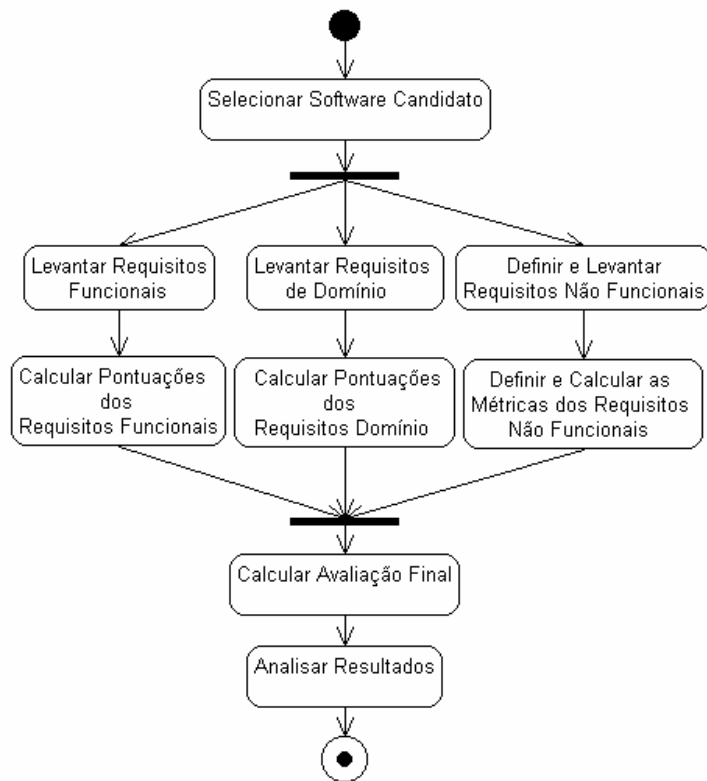 Selecionar Software Candidato
Levantar Requisitos
Funcionais
Levantar Requisitos
de Domínio
Definir e Levantar
Requisitos Não Funcionais
Calcular Pontuações
dos
Requisitos Funcionais
Calcular Pontuações
dos
Requisitos Domínio
Definir e Calcular as
Métricas dos Requisitos
Não Funcionais
Calcular Avaliação Final
Analisar Resultados